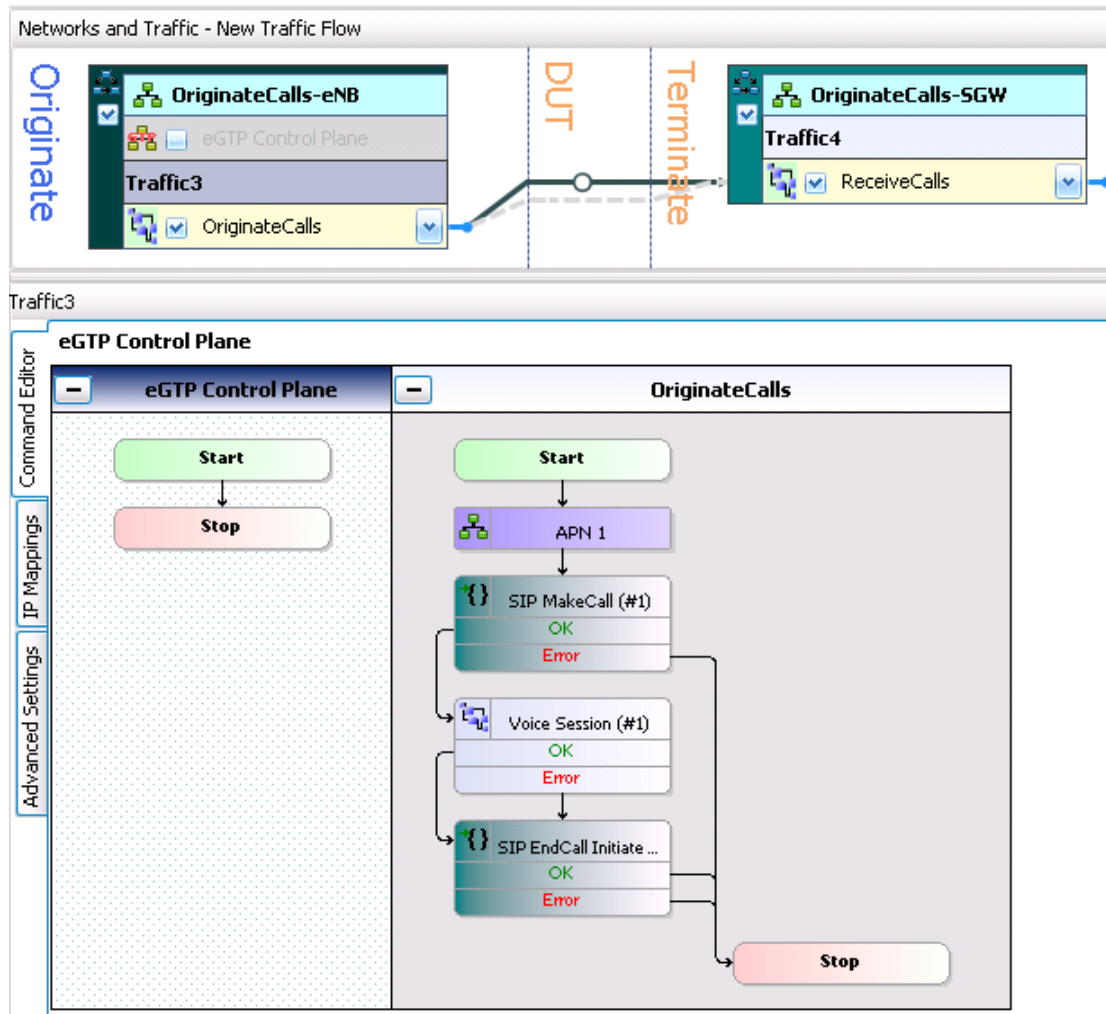 Networks and Traffic - New Traffic Flow
Originate
OriginateCalls-eNB
eGTP Control Plane
Traffic3
OriginateCalls
DUT
Terminate
OriginateCalls-SGW
Traffic4
ReceiveCalls
Traffic3
Command Editor
IP Mappings
Advanced Settings
eGTP Control Plane
eGTP Control Plane
Start
Stop
OriginateCalls
Start
APN 1
SIP MakeCall (#1)
OK
Error
Voice Session (#1)
OK
Error
SIP EndCall Initiate ...
OK
Error
Stop